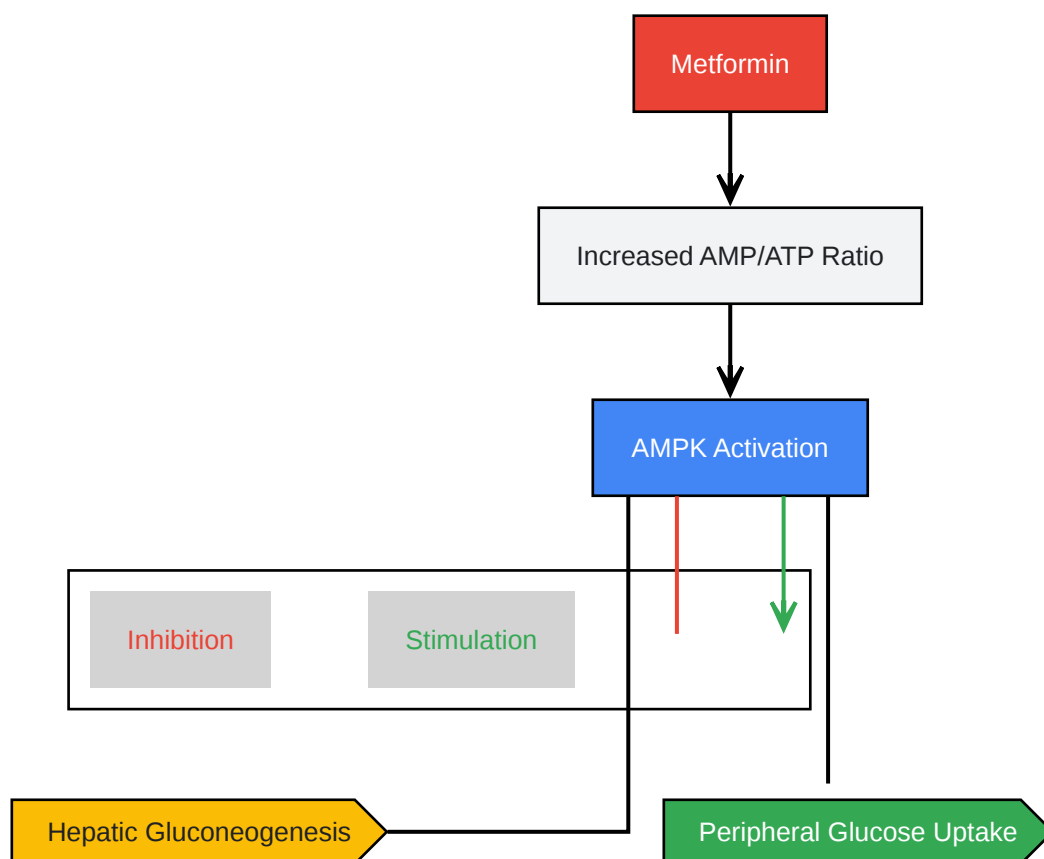 Metformin
Increased AMP/ATP Ratio
AMPK Activation
Inhibition
Stimulation
Hepatic Gluconeogenesis
Peripheral Glucose Uptake